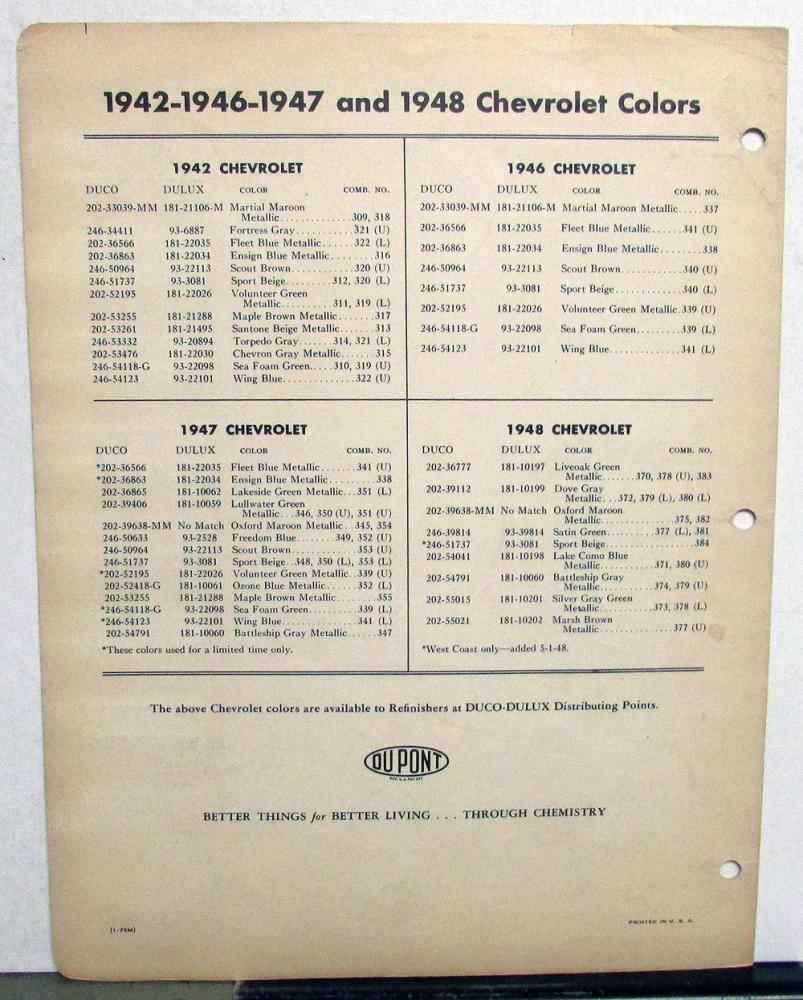 1942-1946-1947 and 1948 Chevrolet Colors
1942 CHEVROLET
DUCO DULUX COLOR COMB. NO.
202-33039-MM 181-21106-M Martial Maroon
Metallic.............309, 318
246-34411 93-6887 Fortress Gray..........321 (U)
202-36566 181-22035 Fleet Blue Metallic......322 (L)
202-36863 181-22034 Ensign Blue Metallic.......316
246-50964 93-22113 Scout Brown...........320 (U)
246-51737 93-3081 Sport Beige........312, 320 (L)
202-52195 181-22026 Volunteer Green
Metallic..........311, 319 (L)
202-53255 181-21288 Maple Brown Metallic......317
202-53261 181-21495 Santone Beige Metallic.....313
246-53332 93-20894 Torpedo Gray......314, 321 (L)
202-53476 181-22030 Chevron Gray Metallic......315
246-54118-G 93-22098 Sea Foam Green....310, 319 (U)
246-54123 93-22101 Wing Blue.............322 (U)
1946 CHEVROLET
DUCO DULUX COLOR COMB. NO.
202-33039-MM 181-21106-M Martial Maroon Metallic.....337
202-36566 181-22035 Fleet Blue Metallic......341 (U)
202-36863 181-22034 Ensign Blue Metallic.......338
246-50964 93-22113 Scout Brown...........340 (U)
246-51737 93-3081 Sport Beige............340 (L)
202-52195 181-22026 Volunteer Green Metallic.339 (U)
246-54118-G 93-22098 Sea Foam Green........339 (L)
246-54123 93-22101 Wing Blue.............341 (L)
1947 CHEVROLET
DUCO DULUX COLOR COMB. NO.
*202-36566 181-22035 Fleet Blue Metallic.......341 (U)
*202-36863 181-22034 Ensign Blue Metallic........338
202-36865 181-10062 Lakeside Green Metallic...351 (L)
202-39406 181-10059 Lullwater Green
Metallic...346, 350 (U), 351 (U)
202-39638-MM No Match Oxford Maroon Metallic..345, 354
246-50633 93-2528 Freedom Blue.......349, 352 (U)
246-50964 93-22113 Scout Brown............353 (U)
246-51737 93-3081 Sport Beige..348, 350 (L), 353 (L)
*202-52195 181-22026 Volunteer Green Metallic..339 (U)
202-52418-G 181-10061 Ozone Blue Metallic......352 (L)
202-53255 181-21288 Maple Brown Metallic.......355
*246-54118-G 93-22098 Sea Foam Green.........339 (L)
*246-54123 93-22101 Wing Blue..............341 (L)
202-54791 181-10060 Battleship Gray Metallic.....347
*These colors used for a limited time only.
1948 CHEVROLET
DUCO DULUX COLOR COMB. NO.
202-36777 181-10197 Liveoak Green
Metallic.......370, 378 (U), 383
202-39112 181-10199 Dove Gray
Metallic...372, 379 (L), 380 (L)
202-39638-MM No Match Oxford Maroon
Metallic.............375, 382
246-39814 93-39814 Satin Green........377 (L), 381
*246-51737 93-3081 Sport Beige...............384
202-54041 181-10198 Lake Como Blue
Metallic..........371, 380 (U)
202-54791 181-10060 Battleship Gray
Metallic..........374, 379 (U)
202-55015 181-10201 Silver Gray Green
Metallic..........373, 378 (L)
202-55021 181-10202 Marsh Brown
Metallic..............377 (U)
*West Coast only—added 5-1-48.
The above Chevrolet colors are available to Refinishers at DUCO-DULUX Distributing Points.
DU PONT
REG. U.S. PAT. OFF.
BETTER THINGS for BETTER LIVING . . . THROUGH CHEMISTRY
(1-75M)
PRINTED IN U. S. A.